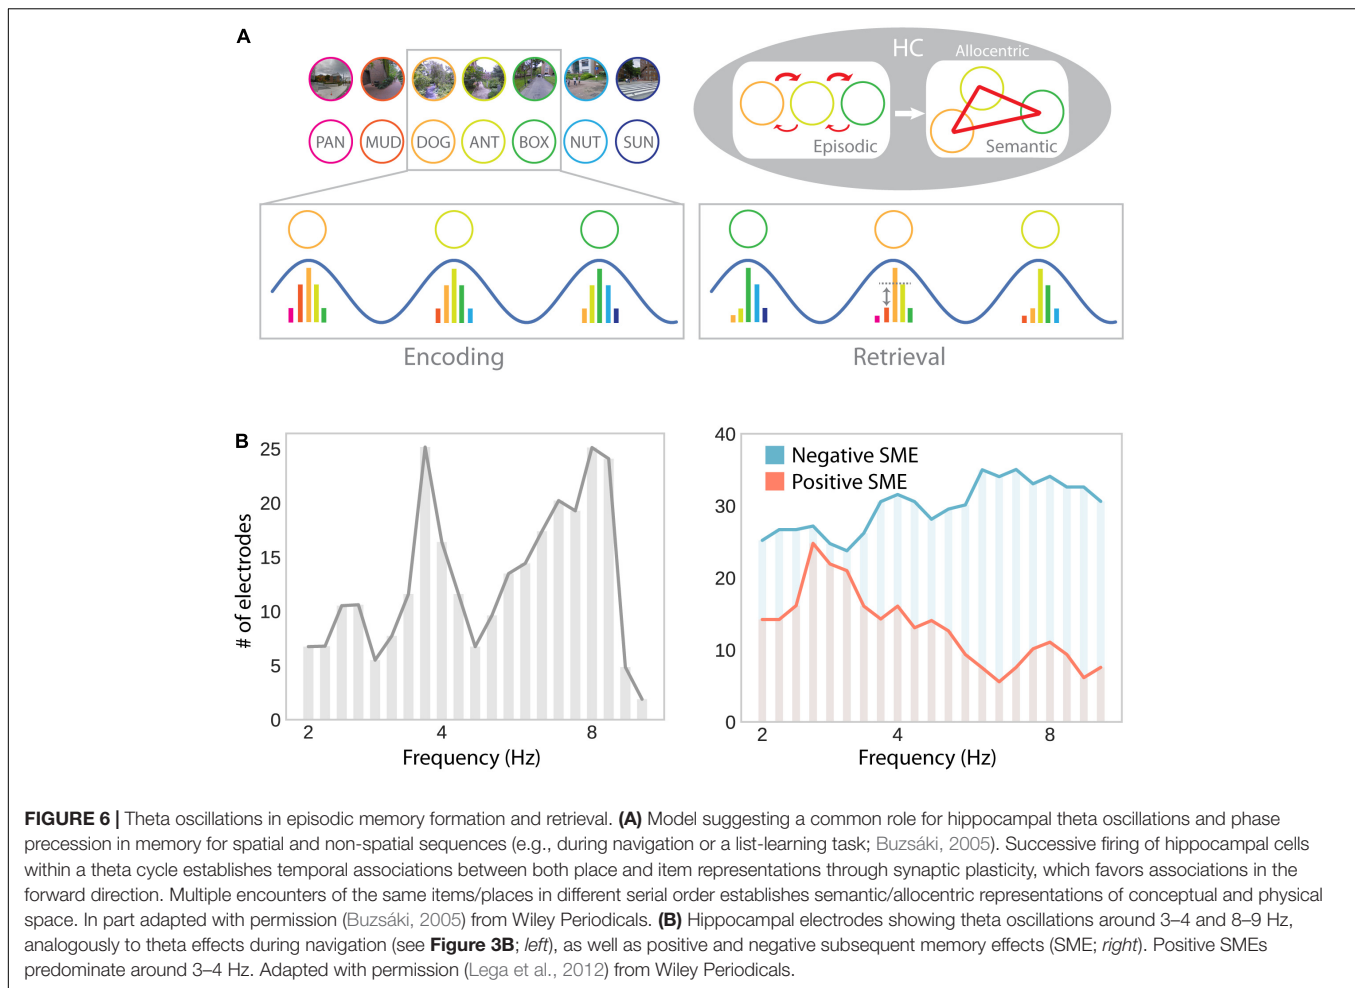 A
PAN MUD DOG ANT BOX NUT SUN
HC
Allocentric
Episodic
Semantic
Encoding
Retrieval
B
# of electrodes
25
20
15
10
5
0
2 4 8
Frequency (Hz)
Negative SME
Positive SME
40
30
20
10
0
2 4 8
Frequency (Hz)
FIGURE 6 | Theta oscillations in episodic memory formation and retrieval. (A) Model suggesting a common role for hippocampal theta oscillations and phase
precession in memory for spatial and non-spatial sequences (e.g., during navigation or a list-learning task; Buzsáki, 2005). Successive firing of hippocampal cells
within a theta cycle establishes temporal associations between both place and item representations through synaptic plasticity, which favors associations in the
forward direction. Multiple encounters of the same items/places in different serial order establishes semantic/allocentric representations of conceptual and physical
space. In part adapted with permission (Buzsáki, 2005) from Wiley Periodicals. (B) Hippocampal electrodes showing theta oscillations around 3–4 and 8–9 Hz,
analogously to theta effects during navigation (see Figure 3B; left), as well as positive and negative subsequent memory effects (SME; right). Positive SMEs
predominate around 3–4 Hz. Adapted with permission (Lega et al., 2012) from Wiley Periodicals.